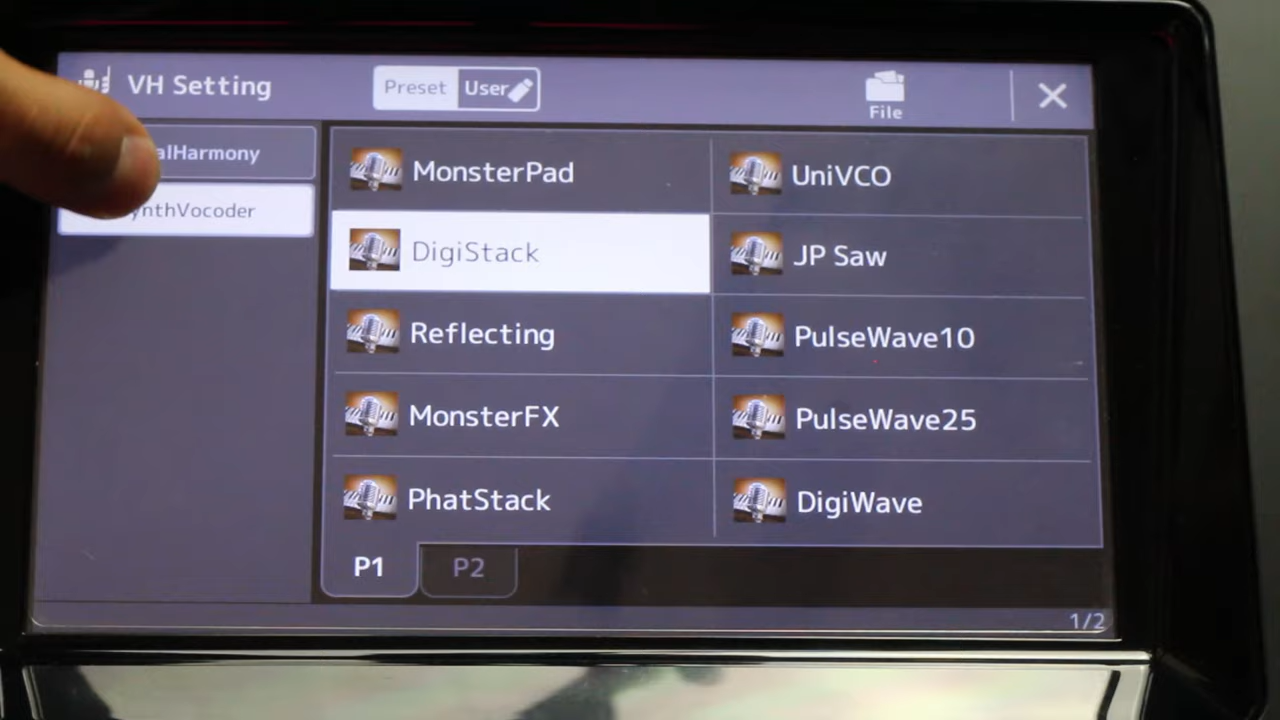 VH Setting
Preset
User
File
alHarmony
ynthVocoder
MonsterPad
UniVCO
DigiStack
JP Saw
Reflecting
PulseWave10
MonsterFX
PulseWave25
PhatStack
DigiWave
P1
P2
1/2